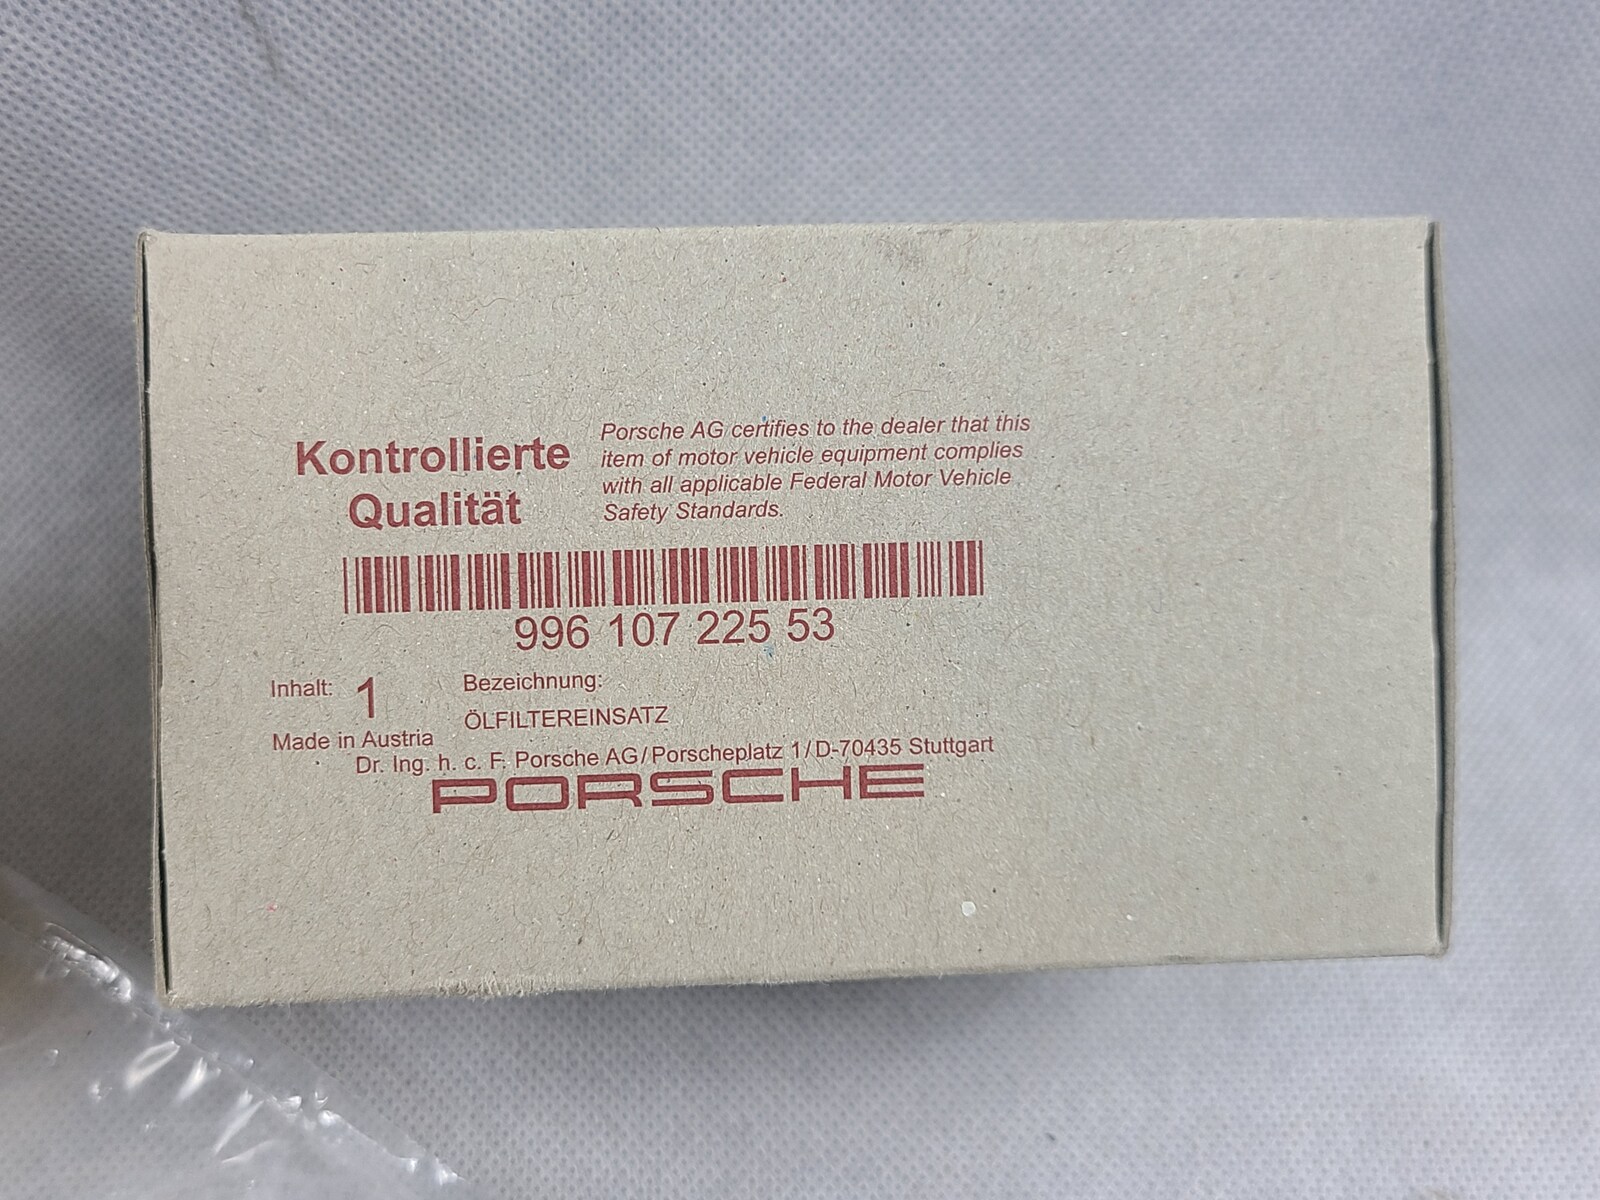 Kontrollierte
Qualität
Porsche AG certifies to the dealer that this
item of motor vehicle equipment complies
with all applicable Federal Motor Vehicle
Safety Standards.
996 107 225 53
Inhalt: 1
Bezeichnung:
ÖLFILTEREINSATZ
Made in Austria
Dr. Ing. h. c. F. Porsche AG/Porscheplatz 1/D-70435 Stuttgart
PORSCHE